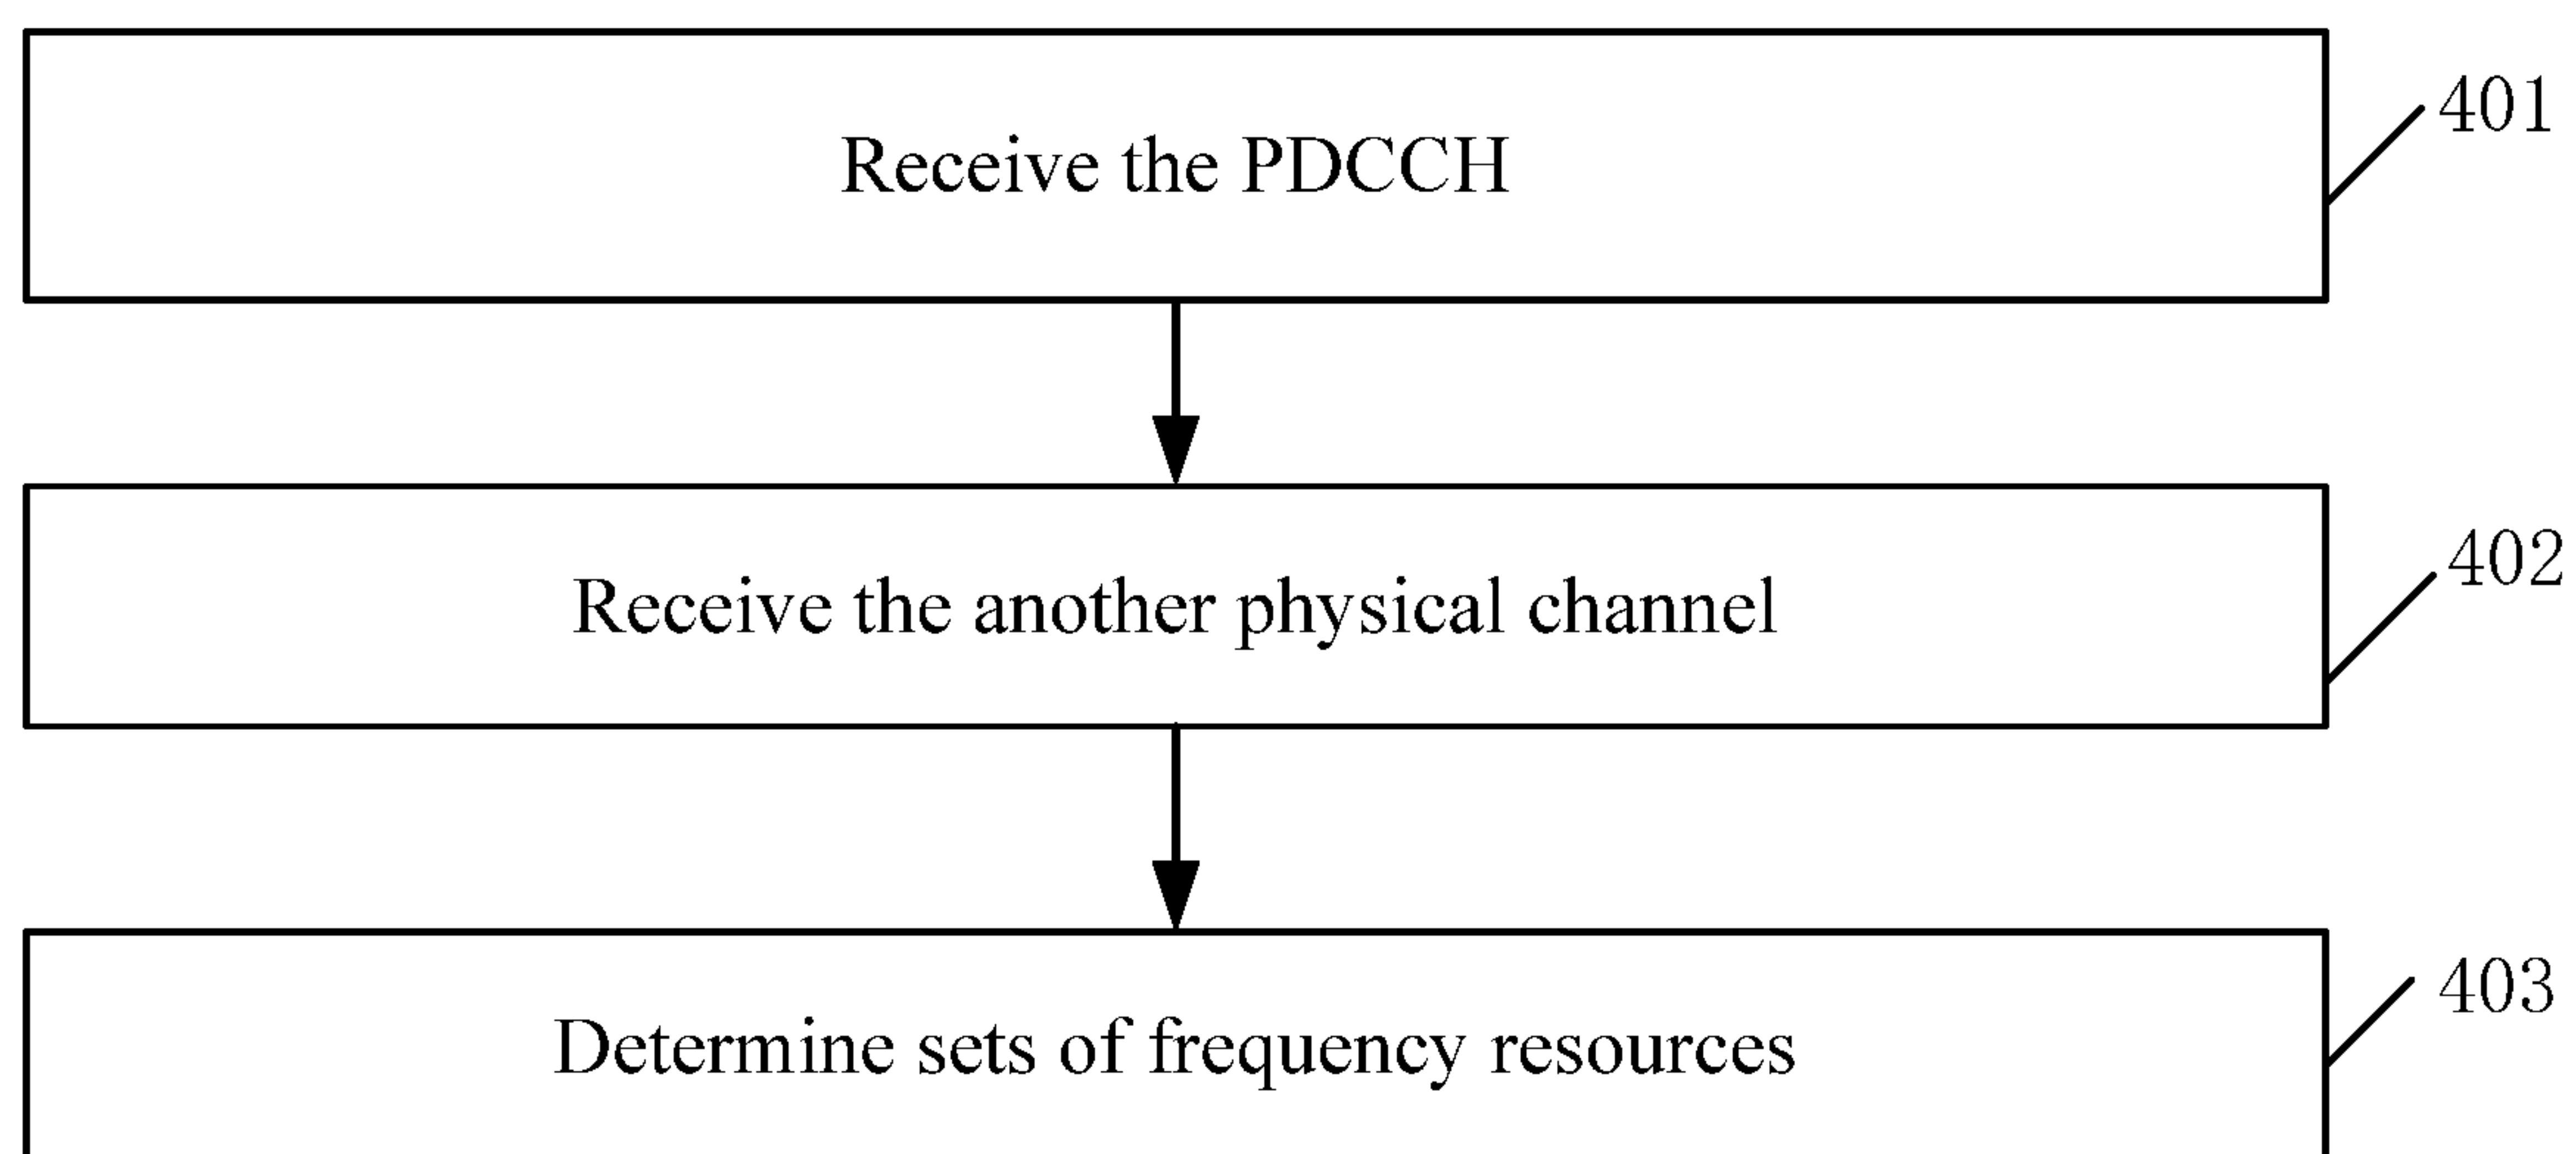 Receive the PDCCH
401
Receive the another physical channel
402
Determine sets of frequency resources
403